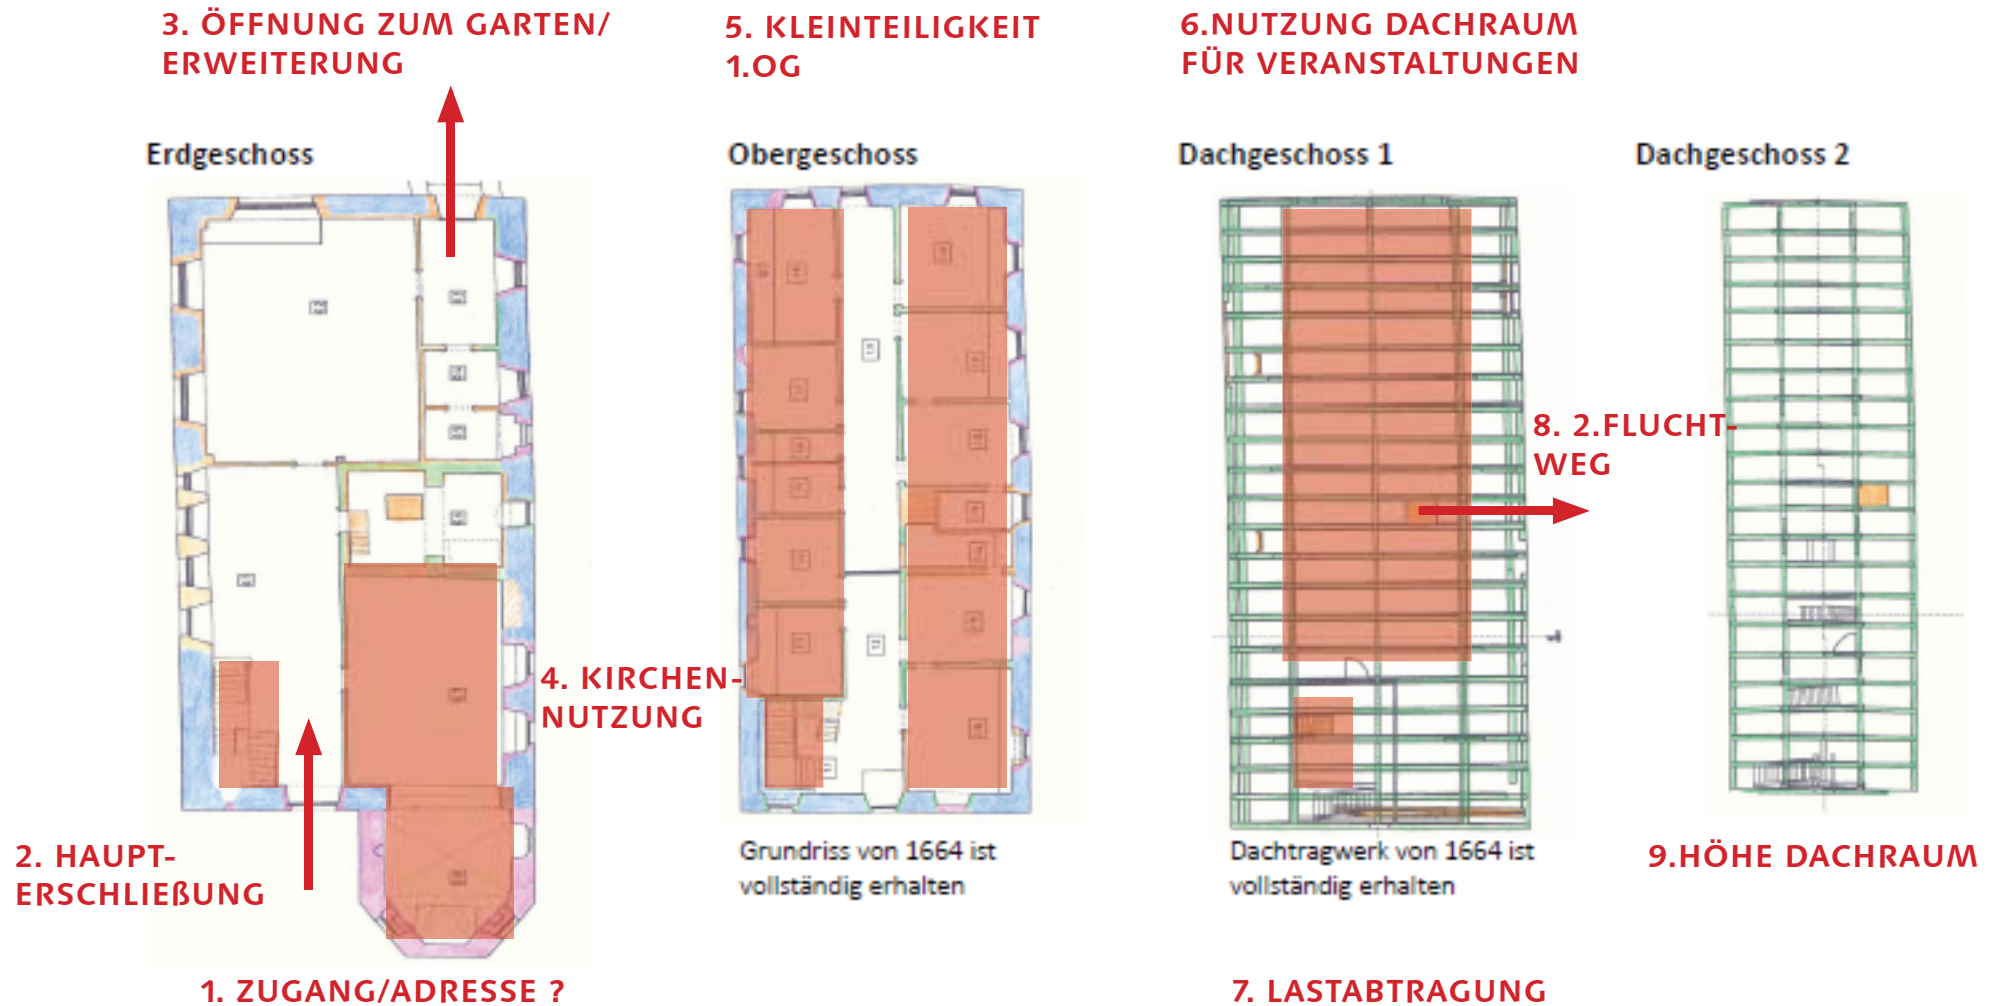 3. ÖFFNUNG ZUM GARTEN/
ERWEITERUNG
5. KLEINTEILIGKEIT
1.OG
6.NUTZUNG DACHRAUM
FÜR VERANSTALTUNGEN
Erdgeschoss
Obergeschoss
Dachgeschoss 1
Dachgeschoss 2
8. 2.FLUCHT-
WEG
4. KIRCHEN-
NUTZUNG
2. HAUPT-
ERSCHLIEßUNG
Grundriss von 1664 ist
vollständig erhalten
Dachtragwerk von 1664 ist
vollständig erhalten
9.HÖHE DACHRAUM
1. ZUGANG/ADRESSE ?
7. LASTABTRAGUNG